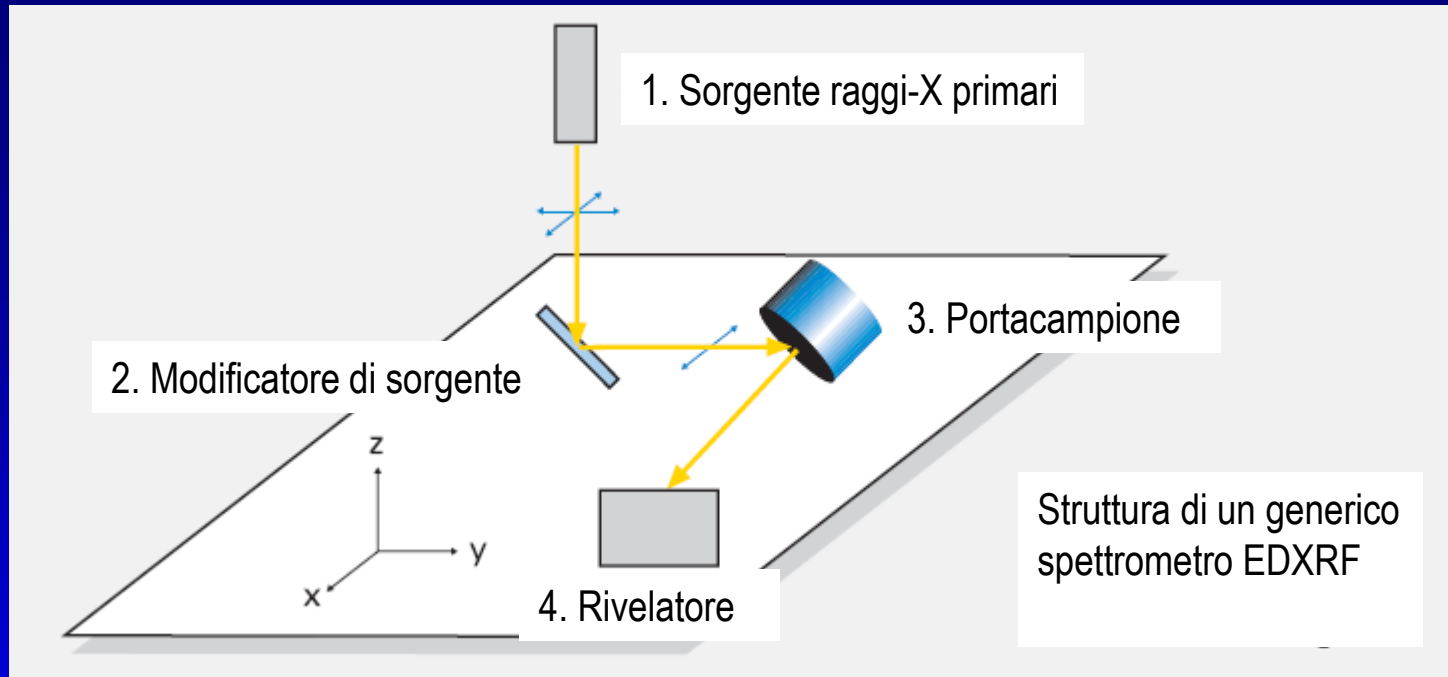 1. Sorgente raggi-X primari
3. Portacampione
2. Modificatore di sorgente
z
y
x
4. Rivelatore
Struttura di un generico
spettrometro EDXRF